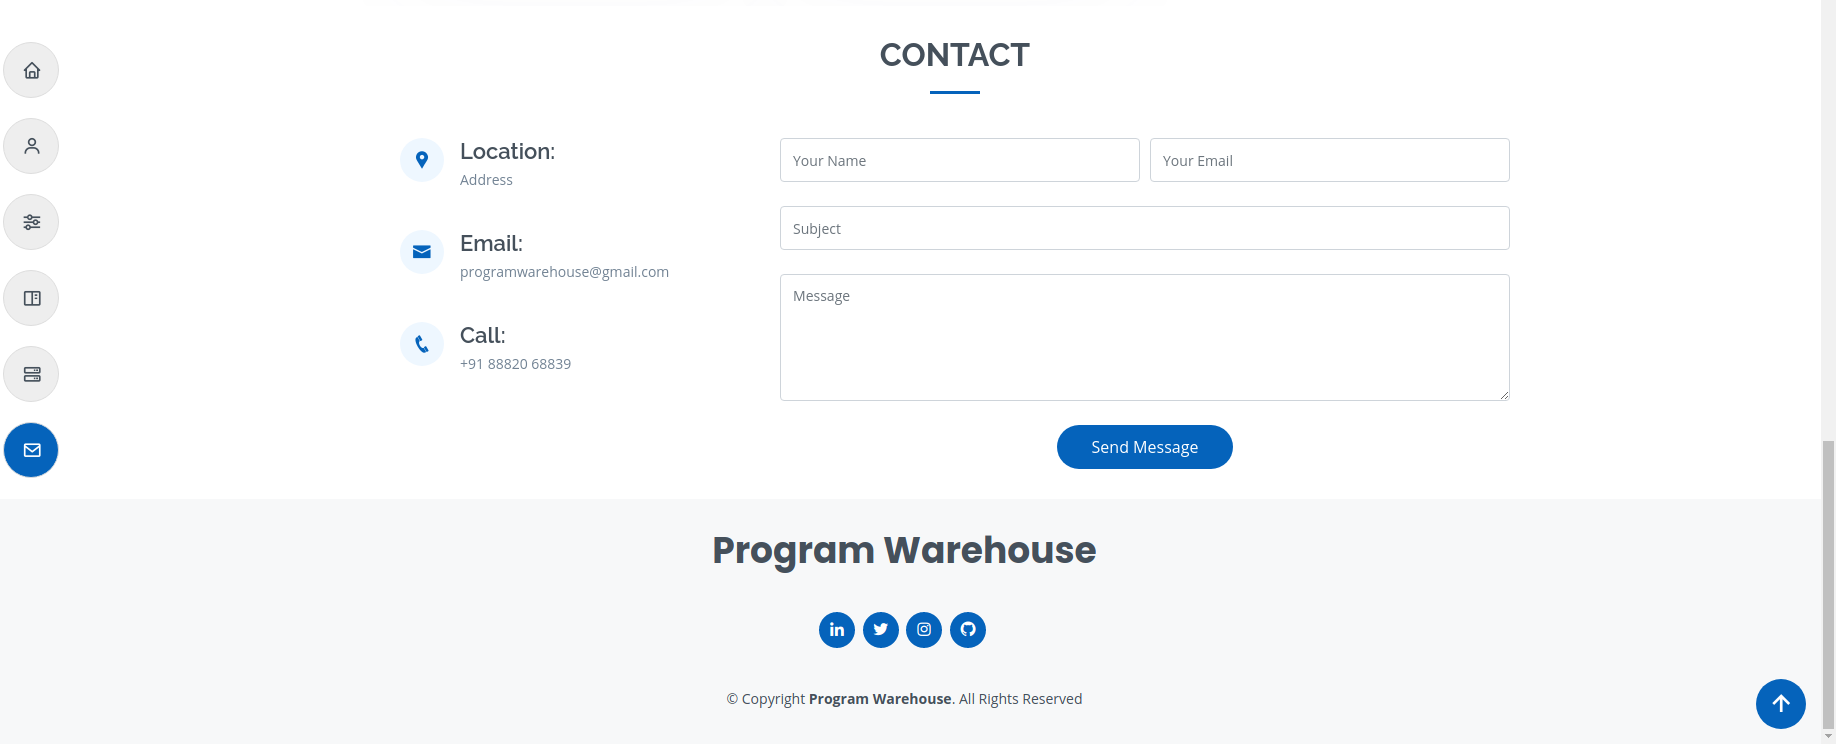 CONTACT
Location:
Address
Email:
programwarehouse@gmail.com
Call:
+91 88820 68839
Your Name
Your Email
Subject
Message
Send Message
Program Warehouse
in
© Copyright Program Warehouse. All Rights Reserved